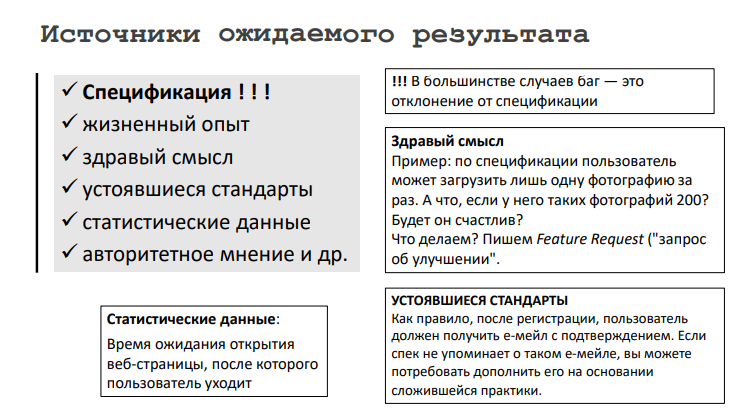 Источники ожидаемого результата
✓ Спецификация ! ! !
✓ жизненный опыт
✓ здравый смысл
✓ устоявшиеся стандарты
✓ статистические данные
✓ авторитетное мнение и др.
!!! В большинстве случаев баг — это
отклонение от спецификации
Здравый смысл
Пример: по спецификации пользователь
может загрузить лишь одну фотографию за
раз. А что, если у него таких фотографий 200?
Будет он счастлив?
Что делаем? Пишем Feature Request ("запрос
об улучшении".
Статистические данные:
Время ожидания открытия
веб-страницы, после которого
пользователь уходит
УСТОЯВШИЕСЯ СТАНДАРТЫ
Как правило, после регистрации, пользователь
должен получить е-мейл с подтверждением. Если
спек не упоминает о таком е-мейле, вы можете
потребовать дополнить его на основании
сложившейся практики.